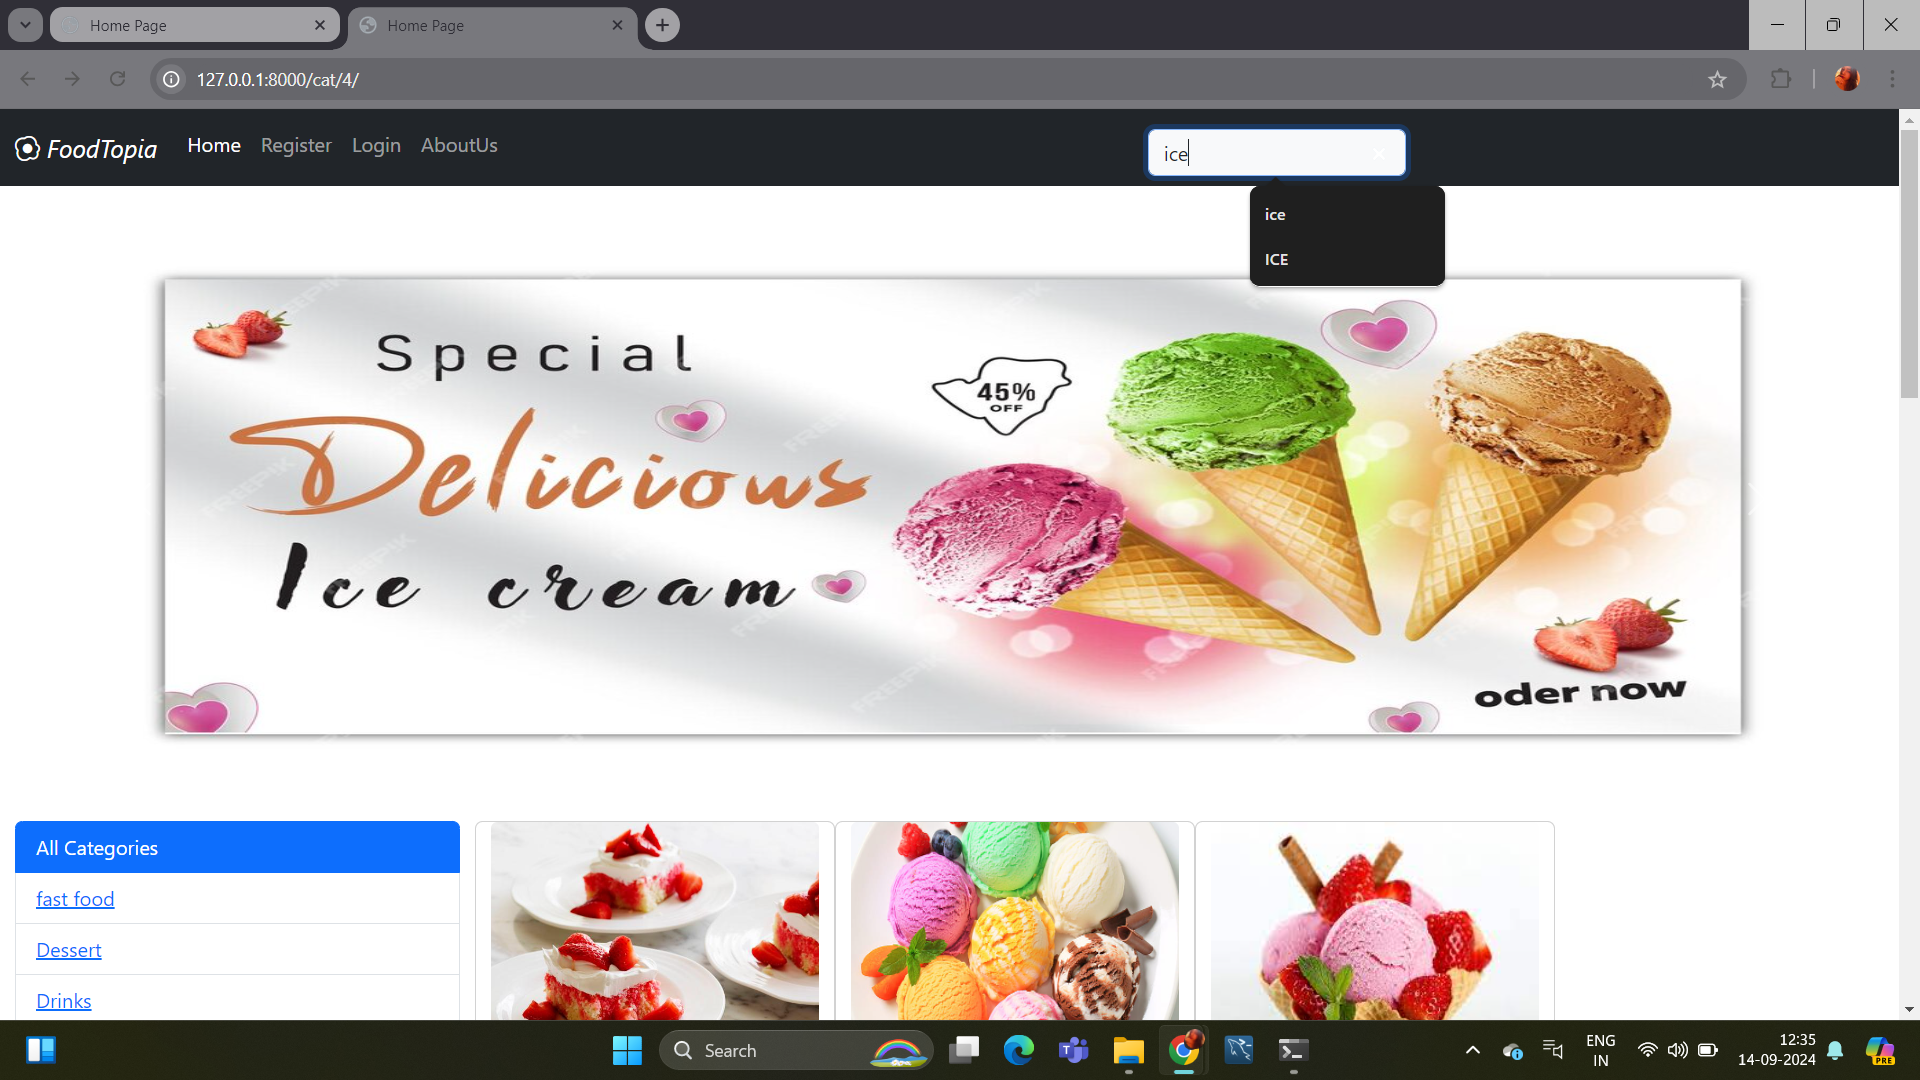 Home Page
Home Page
127.0.0.1:8000/cat/4/
FoodTopia Home Register Login AboutUs
ice
ice
ICE
Special
45%
OFF
Delicious
Ice cream
oder now
All Categories
fast food
Dessert
Drinks
Search
ENG
IN
12:35
14-09-2024
PRE